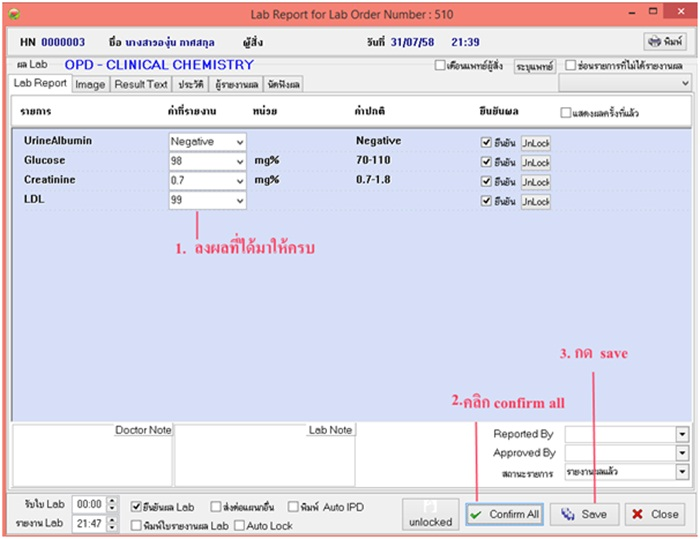 Lab Report for Lab Order Number : 510
HN 0000003 ชื่อ นางสาวองุ่น กาศสกุล ผู้สั่ง วันที่ 31/07/58 21:39 พิมพ์
ผล Lab OPD - CLINICAL CHEMISTRY เตือนแพทย์ผู้สั่ง ระบุแพทย์ ซ่อนรายการที่ไม่ได้รายงานผล
Lab Report Image Result Text ประวัติ ผู้รายงานผล นัดฟังผล
รายการ ค่าที่รายงาน หน่วย ค่าปกติ ยืนยันผล แสดงผลครั้งที่แล้ว
UrineAlbumin Negative Negative ยืนยัน JnLock
Glucose 98 mg% 70-110 ยืนยัน JnLock
Creatinine 0.7 mg% 0.7-1.8 ยืนยัน JnLock
LDL 99 ยืนยัน JnLock
1. ลงผลที่ได้มาให้ครบ
3. กด save
2.คลิก confirm all
Doctor Note Lab Note Reported By
Approved By
สถานะรายการ รายงานผลแล้ว
รับใบ Lab 00:00 ยืนยันผล Lab ส่งต่อแผนกอื่น พิมพ์ Auto IPD
unlocked Confirm All Save Close
รายงาน Lab 21:47 พิมพ์ใบรายงานผล Lab Auto Lock